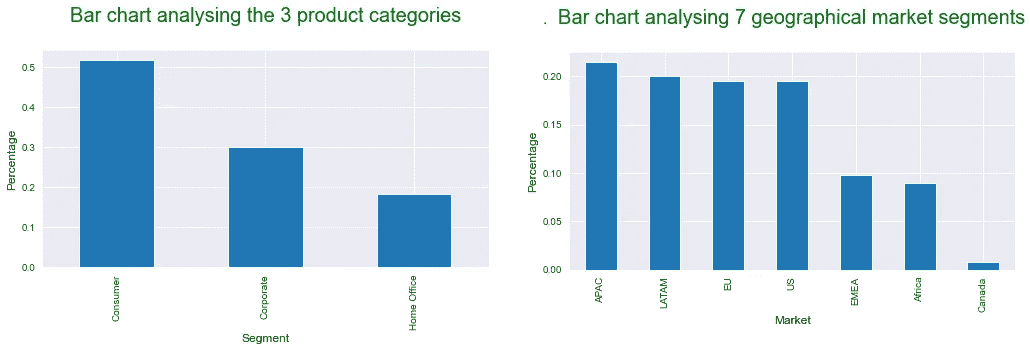 Bar chart analysing the 3 product categories
0.5
0.4
0.3
0.2
0.1
0.0
Percentage
Consumer
Corporate
Home Office
Segment
. Bar chart analysing 7 geographical market segments
0.20
0.15
0.10
0.05
0.00
Percentage
APAC
LATAM
EU
US
EMEA
Africa
Canada
Market